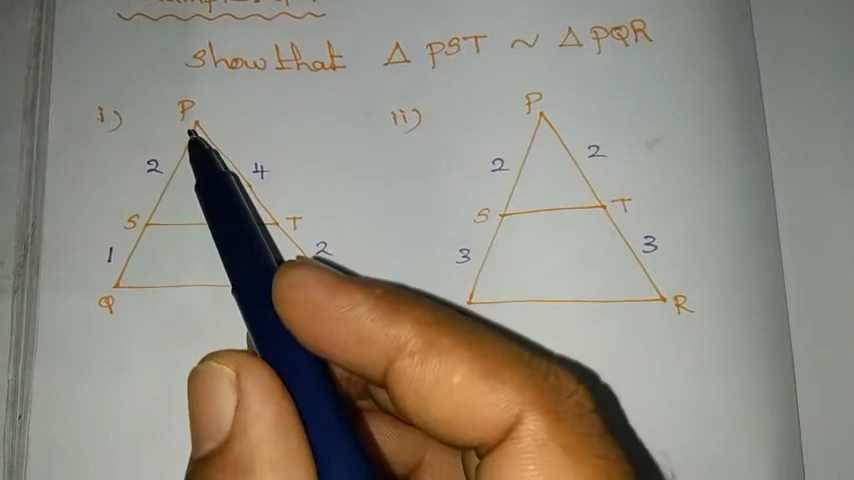 show that Δ PST ~ Δ PQR
i) P ii) P
2 4 2 2
S T S T
1 2 3 3
Q R